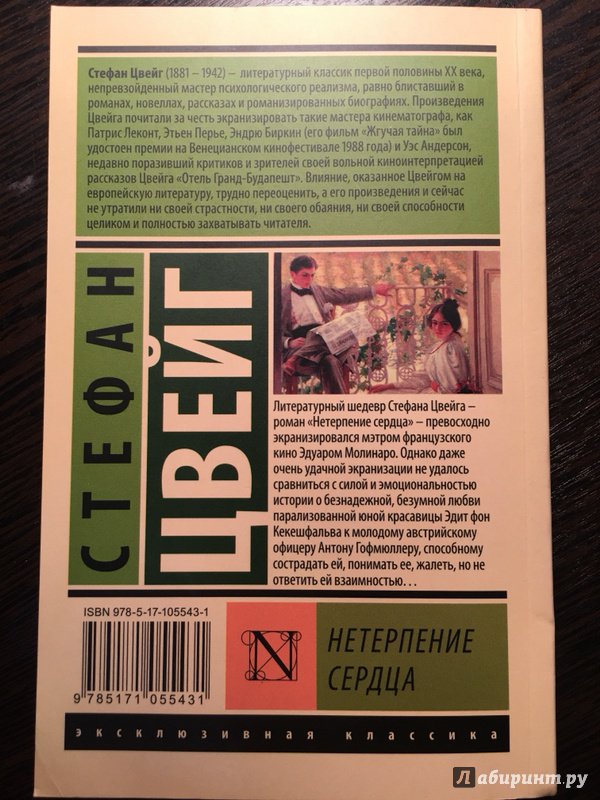 Стефан Цвейг (1881 – 1942) – литературный классик первой половины XX века,
непревзойденный мастер психологического реализма, равно блиставший в
романах, новеллах, рассказах и романизированных биографиях. Произведения
Цвейга почитали за честь экранизировать такие мастера кинематографа, как
Патрис Леконт, Этьен Перье, Эндрю Биркин (его фильм «Жгучая тайна» был
удостоен премии на Венецианском кинофестивале 1988 года) и Уэс Андерсон,
недавно поразивший критиков и зрителей своей вольной киноинтерпретацией
рассказов Цвейга «Отель Гранд-Будапешт». Влияние, оказанное Цвейгом на
европейскую литературу, трудно переоценить, а его произведения и сейчас
не утратили ни своей страстности, ни своего обаяния, ни своей способности
целиком и полностью захватывать читателя.
СТЕФАН
ЦВЕЙГ
Литературный шедевр Стефана Цвейга –
роман «Нетерпение сердца» – превосходно
экранизировался мэтром французского
кино Эдуаром Молинаро. Однако даже
очень удачной экранизации не удалось
сравниться с силой и эмоциональностью
истории о безнадежной, безумной любви
парализованной юной красавицы Эдит фон
Кекешфальва к молодому австрийскому
офицеру Антону Гофмюллеру, способному
сострадать ей, понимать ее, жалеть, но не
ответить ей взаимностью…
ISBN 978-5-17-105543-1
9 785171 055431
N
НЕТЕРПЕНИЕ
СЕРДЦА
эксклюзивная классика
Лабиринт.ру